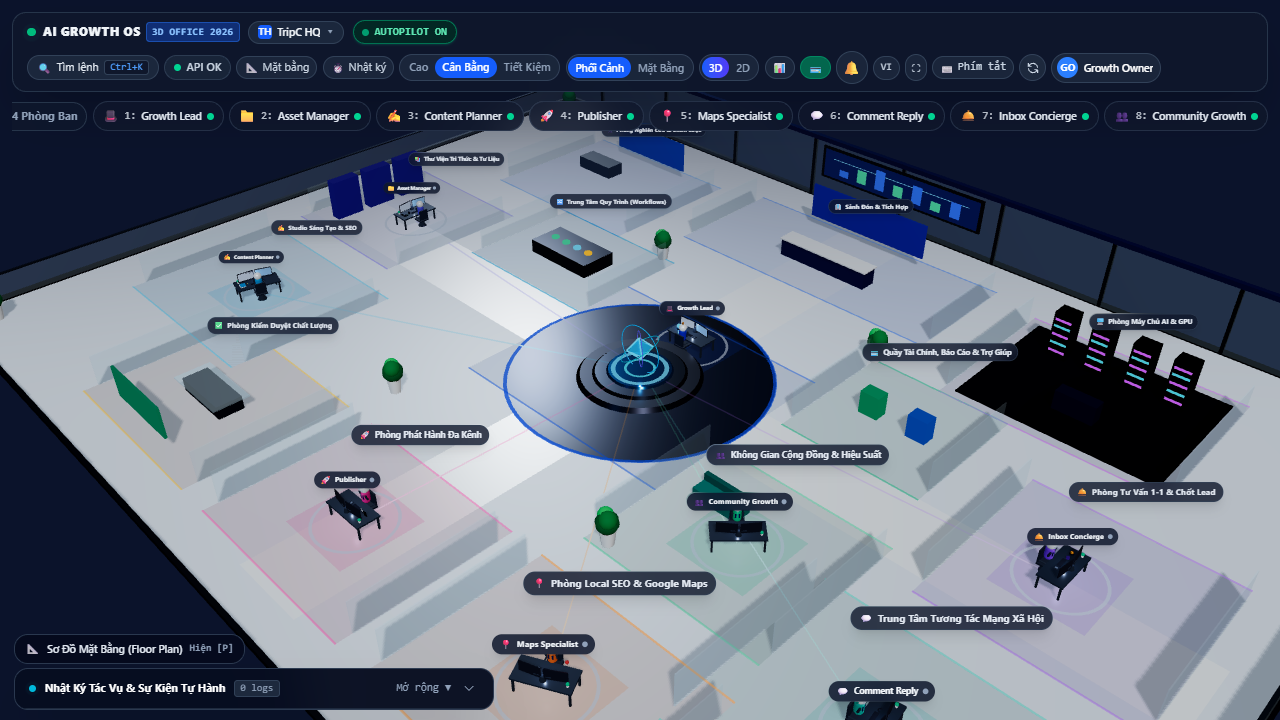 AI GROWTH OS
3D OFFICE 2026
TH TripC HQ
AUTOPILOT ON
Tìm lệnh Ctrl+K
API OK
Mặt bằng
Nhật ký
Cao Cân Bằng Tiết Kiệm
Phối Cảnh Mặt Bằng
3D 2D
VI
Phím tắt
GO Growth Owner
4 Phòng Ban
1: Growth Lead
2: Asset Manager
3: Content Planner
4: Publisher
5: Maps Specialist
6: Comment Reply
7: Inbox Concierge
8: Community Growth
Thư Viện Tri Thức & Tư Liệu
Asset Manager
Trung Tâm Quy Trình (Workflows)
Sảnh Đón & Tích Hợp
Studio Sáng Tạo & SEO
Content Planner
Growth Lead
Phòng Kiểm Duyệt Chất Lượng
Phòng Máy Chủ AI & GPU
Quầy Tài Chính, Báo Cáo & Trợ Giúp
Phòng Phát Hành Đa Kênh
Không Gian Cộng Đồng & Hiệu Suất
Publisher
Community Growth
Phòng Tư Vấn 1-1 & Chốt Lead
Inbox Concierge
Phòng Local SEO & Google Maps
Trung Tâm Tương Tác Mạng Xã Hội
Maps Specialist
Comment Reply
Sơ Đồ Mặt Bằng (Floor Plan) Hiện [P]
Nhật Ký Tác Vụ & Sự Kiện Tự Hành 0 logs Mở rộng ▼